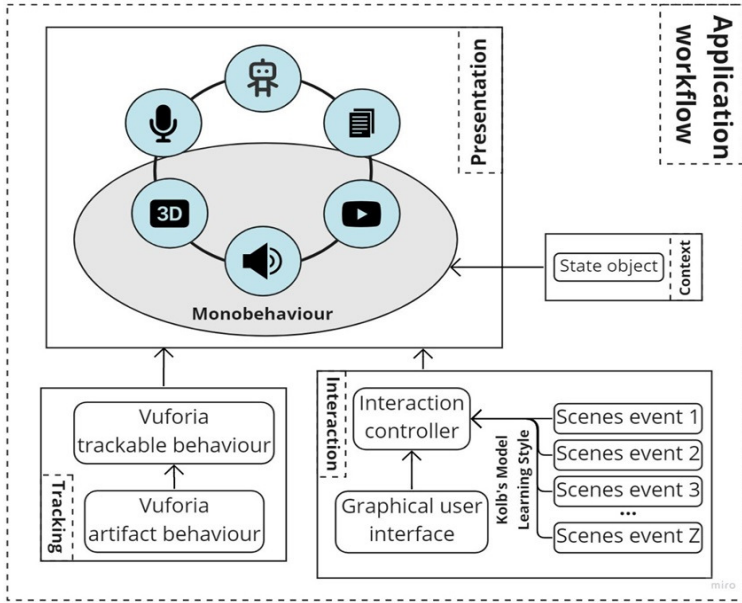 Application
workflow
Presentation
3D
Monobehaviour
State object
Context
Vuforia
trackable behaviour
Vuforia
artifact behaviour
Tracking
Interaction
Interaction
controller
Graphical user
interface
Kolb's Model
Learning Style
Scenes event 1
Scenes event 2
Scenes event 3
...
Scenes event Z
miro